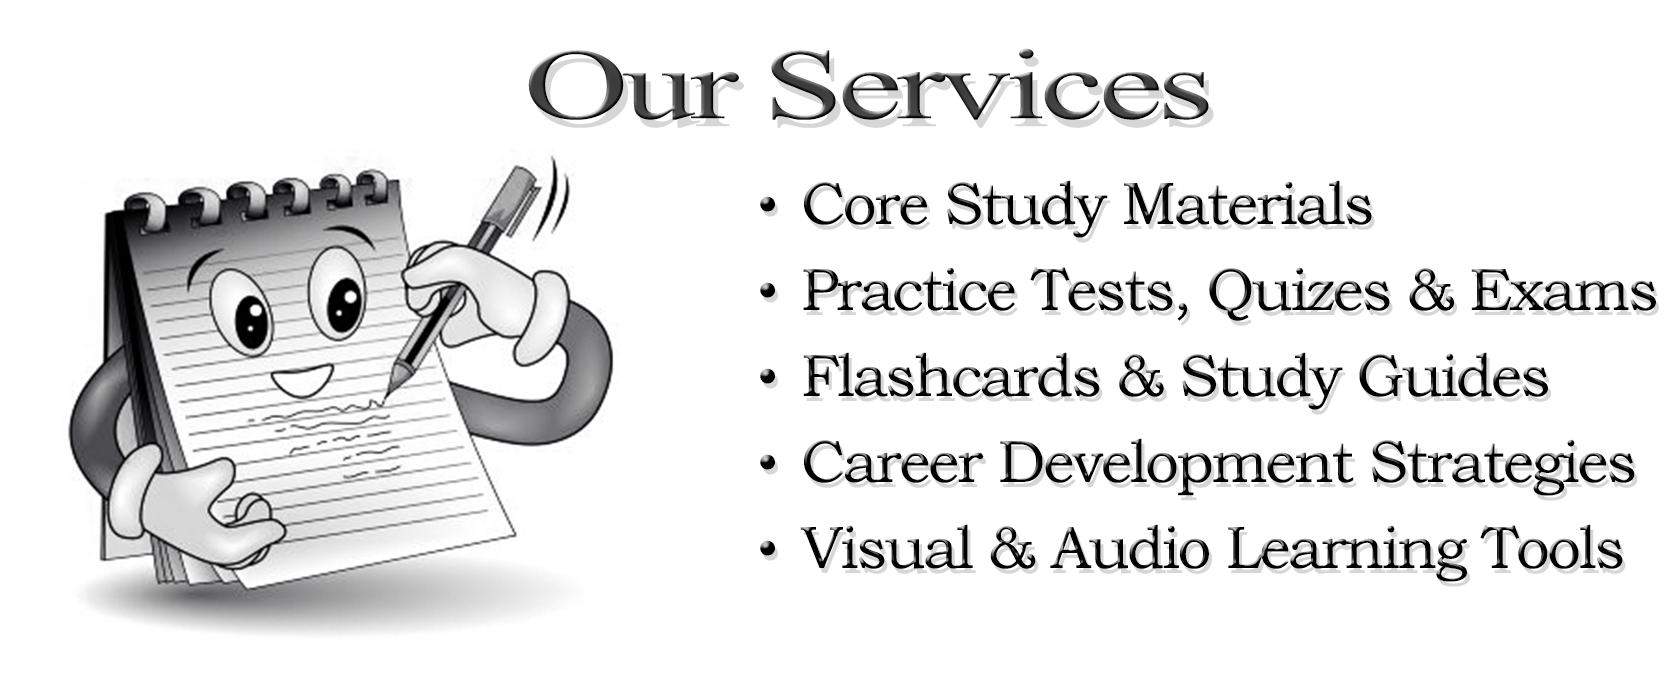 Our Services
• Core Study Materials
• Practice Tests, Quizes & Exams
• Flashcards & Study Guides
• Career Development Strategies
• Visual & Audio Learning Tools